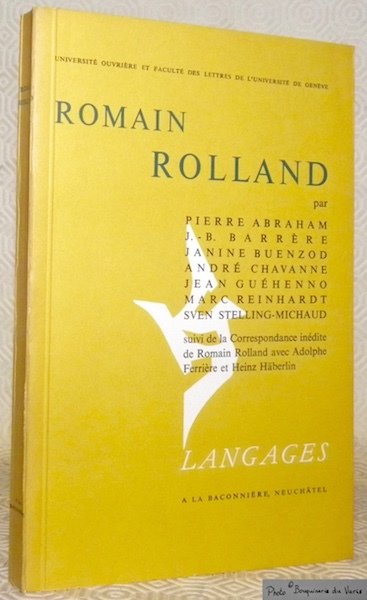 UNIVERSITÉ OUVRIÈRE ET FACULTÉ DES LETTRES DE L'UNIVERSITÉ DE GENÈVE
ROMAIN
ROLLAND
par
PIERRE ABRAHAM
J.-B. BARRÈRE
JANINE BUENZOD
ANDRÉ CHAVANNE
JEAN GUÉHENNO
MARC REINHARDT
SVEN STELLING-MICHAUD
suivi de la Correspondance inédite
de Romain Rolland avec Adolphe
Ferrière et Heinz Häberlin
LANGAGES
A LA BACONNIÈRE, NEUCHÂTEL
Photo © Bouquinerie du Varis